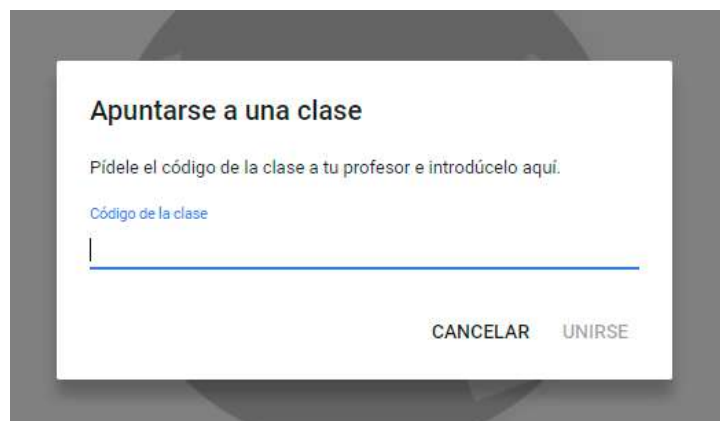 Apuntarse a una clase
Pídele el código de la clase a tu profesor e introdúcelo aquí.
Código de la clase
CANCELAR UNIRSE